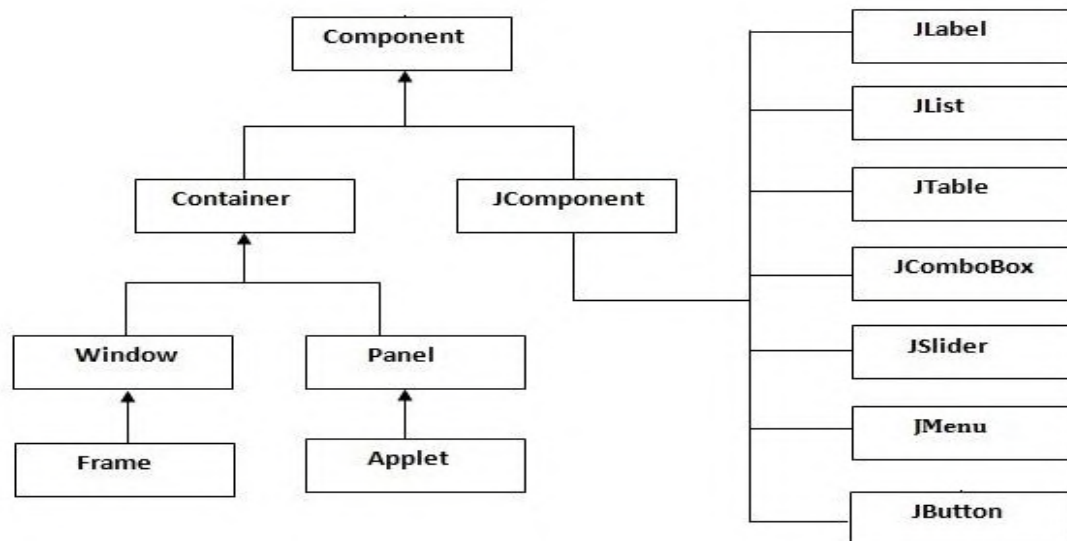 Component
Container
JComponent
Window
Panel
Frame
Applet
JLabel
JList
JTable
JComboBox
JSlider
JMenu
JButton